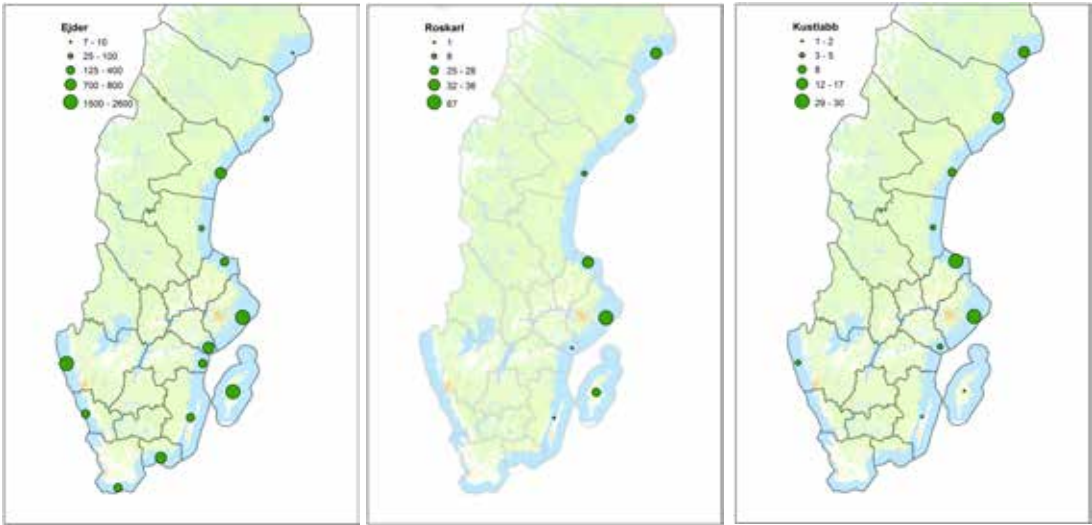 Ejder
7 - 10
25 - 100
125 - 400
700 - 800
1500 - 2600
Roskarl
1
8
25 - 28
32 - 36
67
Kustlabb
1 - 2
3 - 5
8
12 - 17
29 - 30